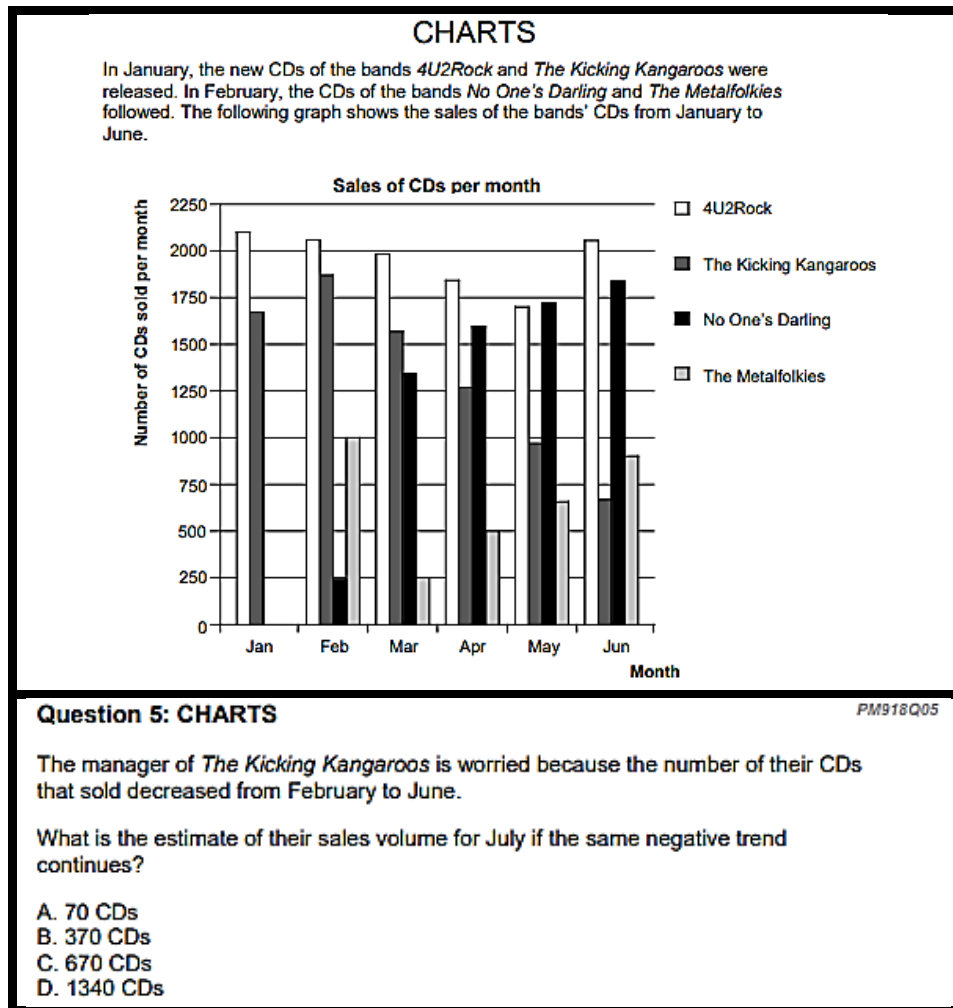 CHARTS
In January, the new CDs of the bands 4U2Rock and The Kicking Kangaroos were
released. In February, the CDs of the bands No One's Darling and The Metalfolkies
followed. The following graph shows the sales of the bands' CDs from January to
June.
Sales of CDs per month
Number of CDs sold per month
2250
2000
1750
1500
1250
1000
750
500
250
0
Jan
Feb
Mar
Apr
May
Jun
Month
4U2Rock
The Kicking Kangaroos
No One's Darling
The Metalfolkies
Question 5: CHARTS
PM918Q05
The manager of The Kicking Kangaroos is worried because the number of their CDs
that sold decreased from February to June.
What is the estimate of their sales volume for July if the same negative trend
continues?
A. 70 CDs
B. 370 CDs
C. 670 CDs
D. 1340 CDs